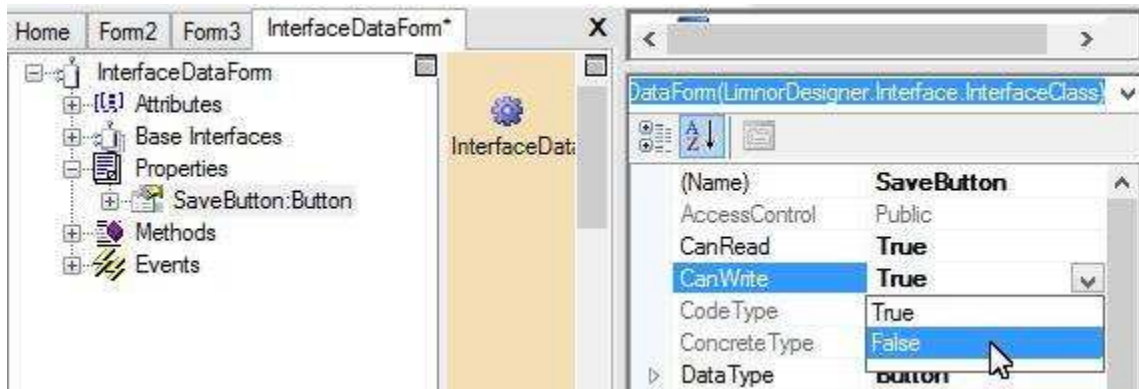 Home Form2 Form3 InterfaceDataForm* X
InterfaceDataForm
Attributes
Base Interfaces
Properties
SaveButton:Button
Methods
Events
InterfaceData
DataForm(LimnorDesigner.Interface.InterfaceClass)
(Name) SaveButton
AccessControl Public
CanRead True
CanWrite True
CodeType True
ConcreteType False
DataType Button